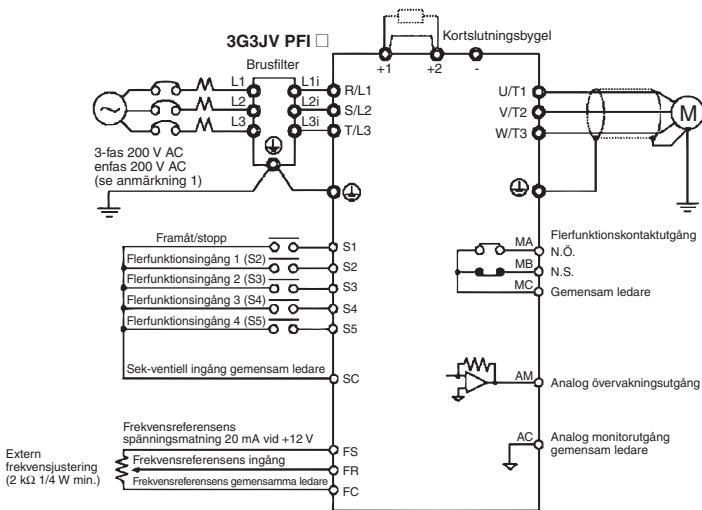 3G3JV PFI □
Kortslutningsbygel
+1 +2 -
Brusfilter
L1 L1i R/L1
L2 L2i S/L2
L3 L3i T/L3
U/T1
V/T2
W/T3
M
3-fas 200 V AC
enfas 200 V AC
(se anmärkning 1)
Framåt/stopp S1
Flerfunktionsingång 1 (S2) S2
Flerfunktionsingång 2 (S3) S3
Flerfunktionsingång 3 (S4) S4
Flerfunktionsingång 4 (S5) S5
Sek-ventiell ingång gemensam ledare SC
Flerfunktionskontaktutgång
MA N.Ö.
MB N.S.
MC Gemensam ledare
AM Analog övervakningsutgång
AC Analog monitorutgång
gemensam ledare
Frekvensreferensens
spänningsmatning 20 mA vid +12 V FS
Frekvensreferensens ingång FR
Frekvensreferensens gemensamma ledare FC
Extern
frekvensjustering
(2 kΩ 1/4 W min.)